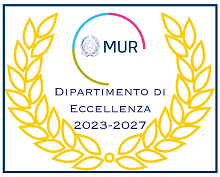 MUR
DIPARTIMENTO DI
ECCELLENZA
2023-2027